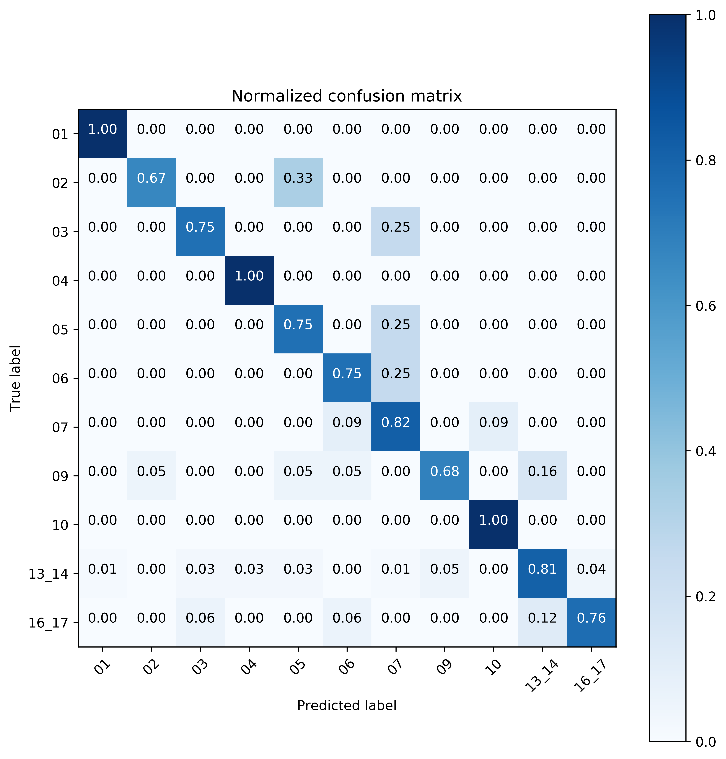 Normalized confusion matrix
1.0
01 1.00 0.00 0.00 0.00 0.00 0.00 0.00 0.00 0.00 0.00 0.00
02 0.00 0.67 0.00 0.00 0.33 0.00 0.00 0.00 0.00 0.00 0.00
0.8
03 0.00 0.00 0.75 0.00 0.00 0.00 0.25 0.00 0.00 0.00 0.00
04 0.00 0.00 0.00 1.00 0.00 0.00 0.00 0.00 0.00 0.00 0.00
0.6
05 0.00 0.00 0.00 0.00 0.75 0.00 0.25 0.00 0.00 0.00 0.00
True label
06 0.00 0.00 0.00 0.00 0.00 0.75 0.25 0.00 0.00 0.00 0.00
07 0.00 0.00 0.00 0.00 0.00 0.09 0.82 0.00 0.09 0.00 0.00
0.4
09 0.00 0.05 0.00 0.00 0.05 0.05 0.00 0.68 0.00 0.16 0.00
10 0.00 0.00 0.00 0.00 0.00 0.00 0.00 0.00 1.00 0.00 0.00
13_14 0.01 0.00 0.03 0.03 0.03 0.00 0.01 0.05 0.00 0.81 0.04
0.2
16_17 0.00 0.00 0.06 0.00 0.00 0.06 0.00 0.00 0.00 0.12 0.76
01 02 03 04 05 06 07 09 10 13_14 16_17
Predicted label
0.0